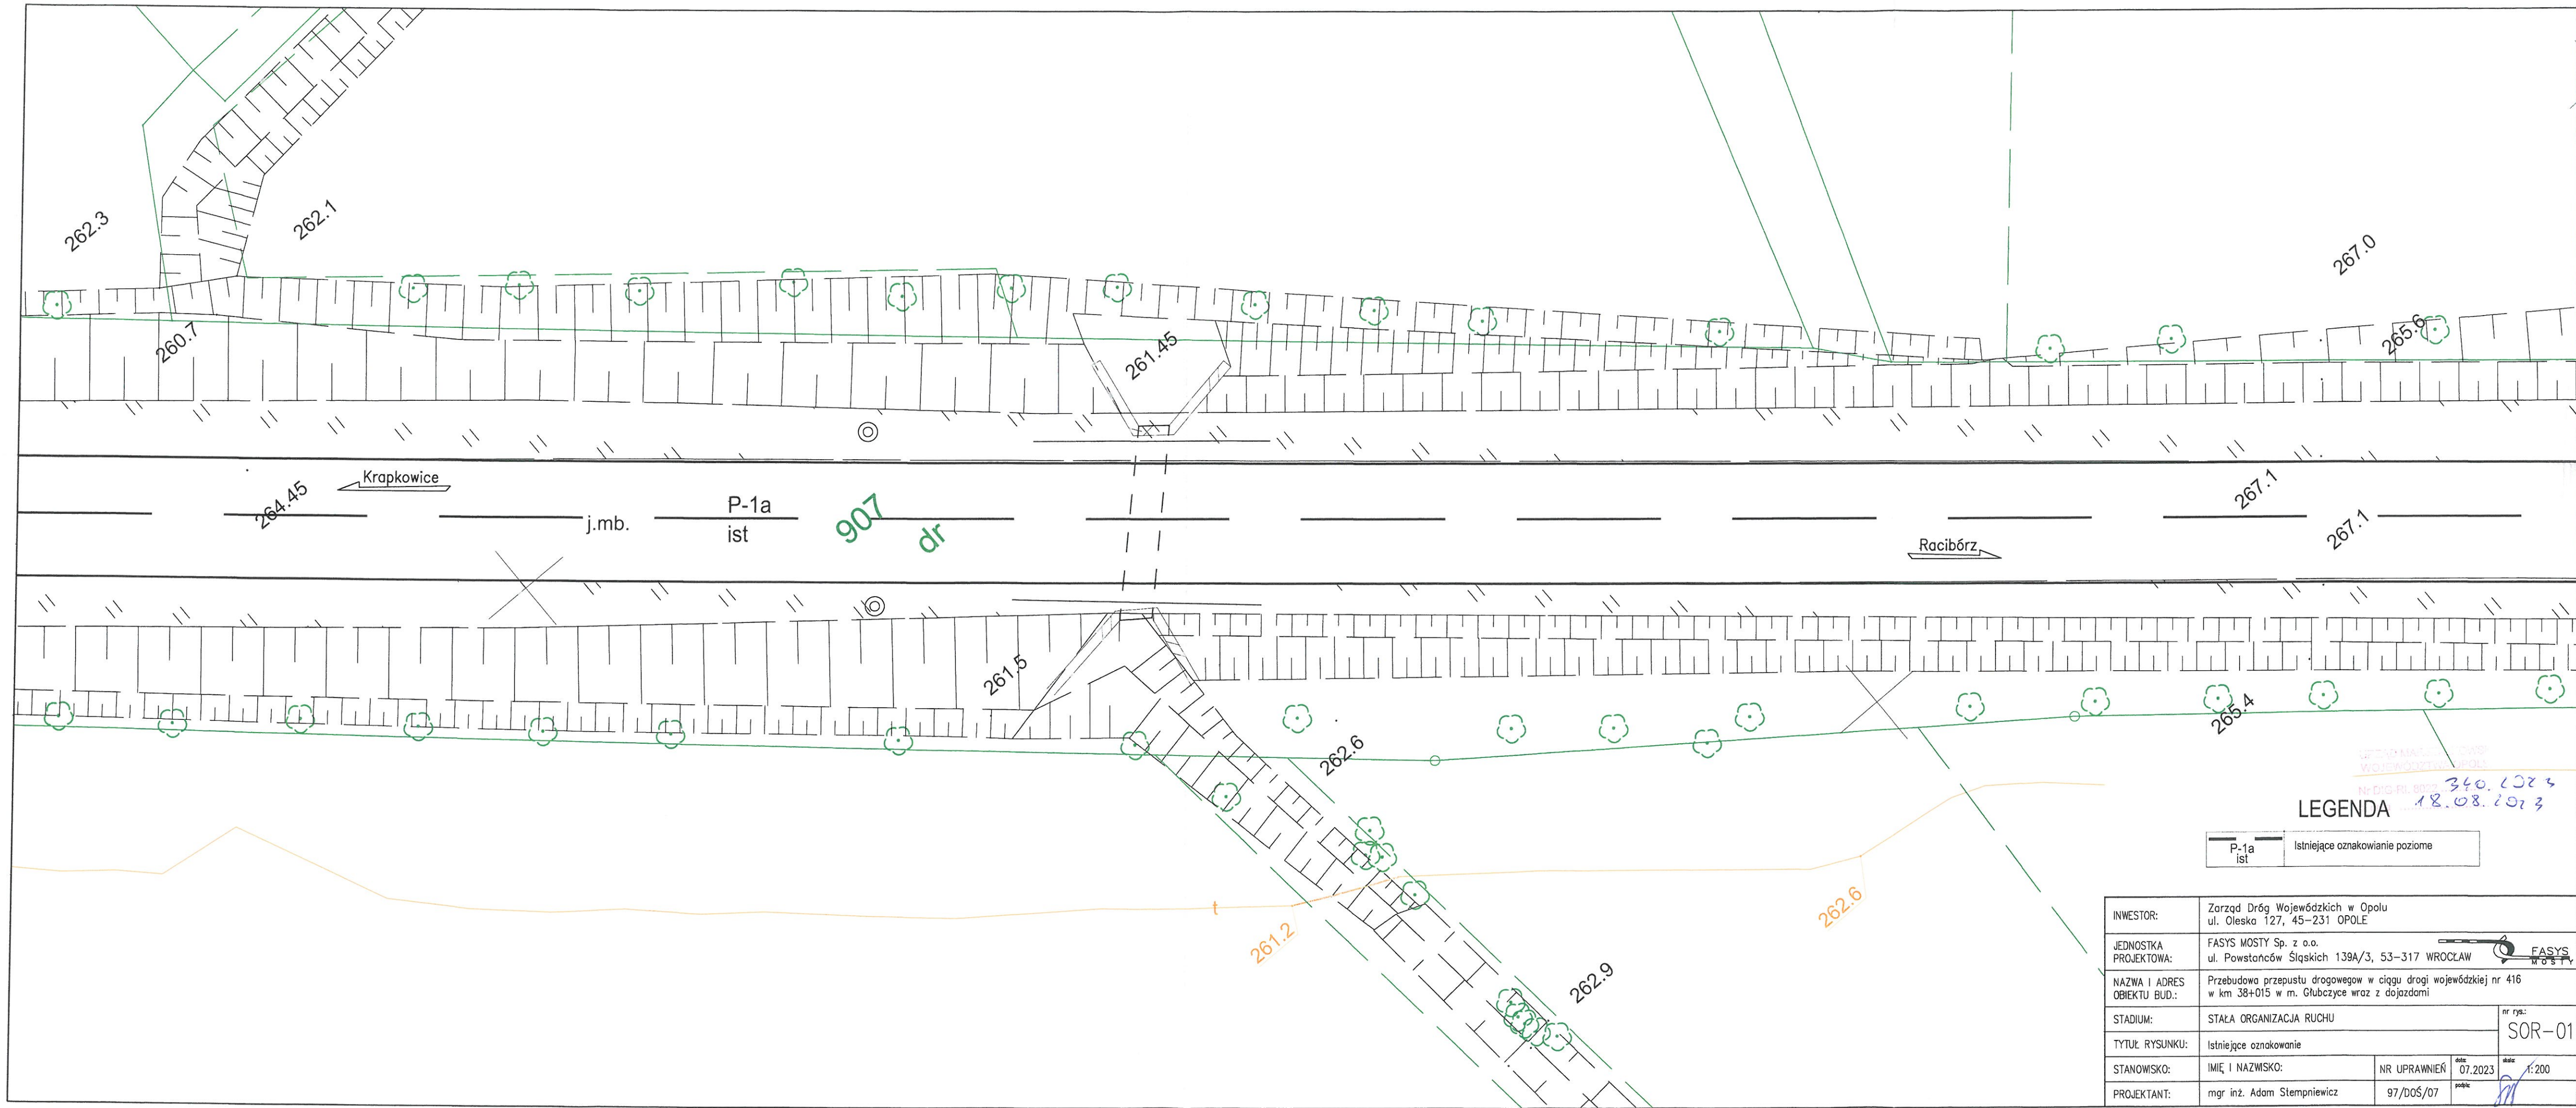 262.3
262.1
267.0
260.7
261.45
265.6
Krapkowice
264.45
P-1a
ist
j.mb.
907
dr
267.1
267.1
Racibórz
261.5
262.6
265.4
t
261.2
262.6
262.9
340.2023
18.08.2023
LEGENDA
P-1a
ist
Istniejące oznakowianie poziome
INWESTOR:
Zarząd Dróg Wojewódzkich w Opolu
ul. Oleska 127, 45-231 OPOLE
JEDNOSTKA
PROJEKTOWA:
FASYS MOSTY Sp. z o.o.
ul. Powstańców Śląskich 139A/3, 53-317 WROCŁAW
FASYS
MOSTY
NAZWA I ADRES
OBIEKTU BUD.:
Przebudowa przepustu drogowegow w ciągu drogi wojewódzkiej nr 416
w km 38+015 w m. Głubczyce wraz z dojazdami
STADIUM:
STAŁA ORGANIZACJA RUCHU
nr rys.:
SOR-01
TYTUŁ RYSUNKU:
Istniejące oznakowanie
STANOWISKO:
IMIĘ I NAZWISKO:
NR UPRAWNIEŃ
data:
07.2023
skala:
1:200
PROJEKTANT:
mgr inż. Adam Stempniewicz
97/DOŚ/07
podpis: